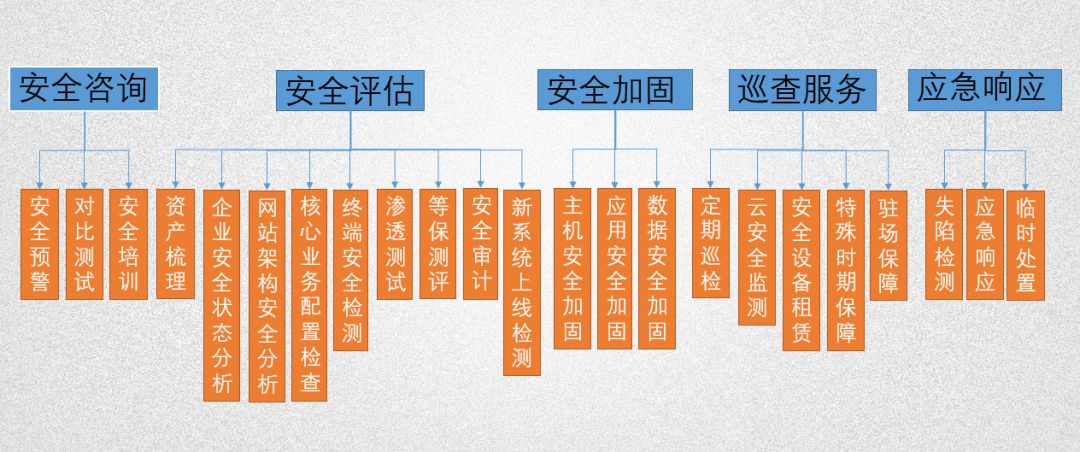 安全咨询
安全评估
安全加固
巡查服务
应急响应
安全预警
对比测试
安全培训
资产梳理
企业安全状态分析
网站架构安全分析
核心业务配置检查
终端安全检测
渗透测试
等保测评
安全审计
新系统上线检测
主机安全加固
应用安全加固
数据安全加固
定期巡检
云安全监测
安全设备租赁
特殊时期保障
驻场保障
失陷检测
应急响应
临时处置